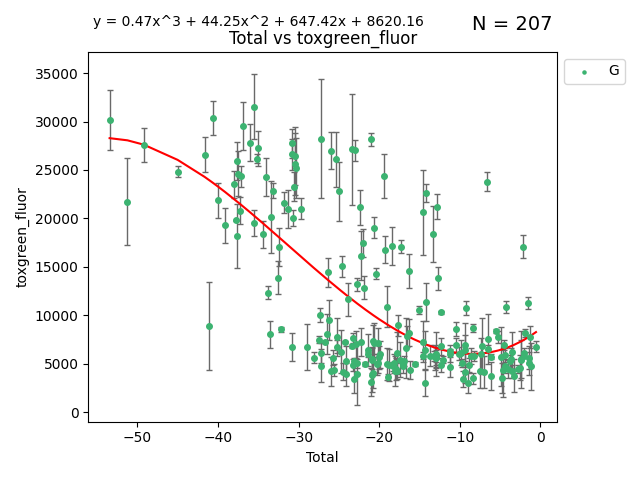 y = 0.47x^3 + 44.25x^2 + 647.42x + 8620.16
N = 207
Total vs toxgreen_fluor
G
35000
30000
25000
20000
15000
10000
5000
0
toxgreen_fluor
−50 −40 −30 −20 −10 0
Total